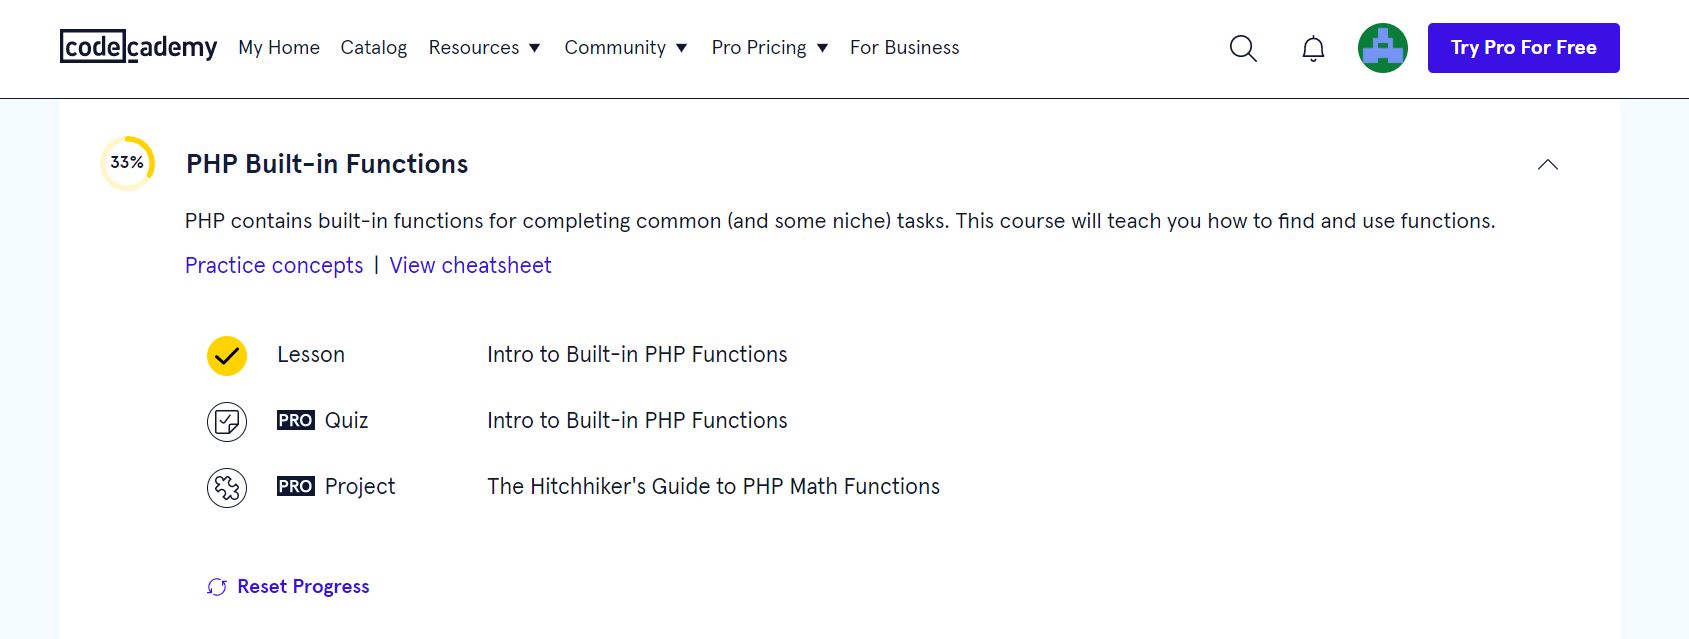 codecademy My Home Catalog Resources Community Pro Pricing For Business Try Pro For Free
33% PHP Built-in Functions
PHP contains built-in functions for completing common (and some niche) tasks. This course will teach you how to find and use functions.
Practice concepts | View cheatsheet
Lesson Intro to Built-in PHP Functions
PRO Quiz Intro to Built-in PHP Functions
PRO Project The Hitchhiker's Guide to PHP Math Functions
Reset Progress